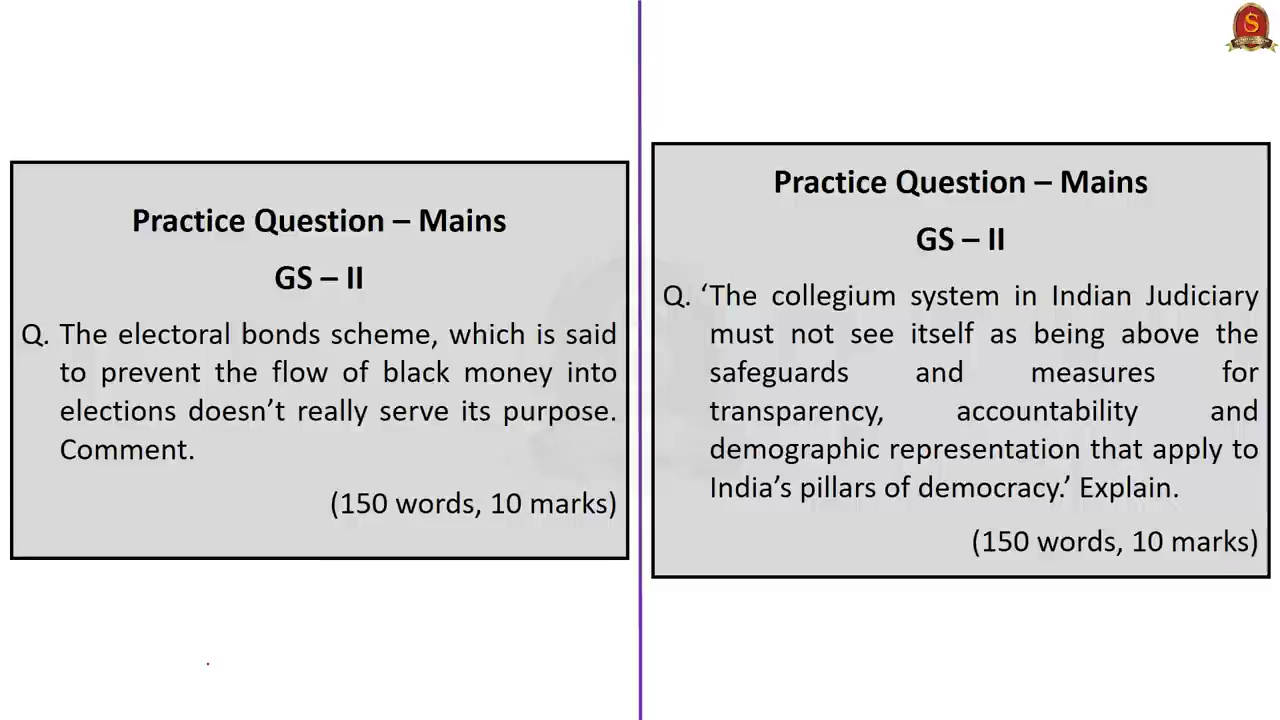 Practice Question – Mains
GS – II
Q. The electoral bonds scheme, which is said
to prevent the flow of black money into
elections doesn’t really serve its purpose.
Comment.
(150 words, 10 marks)
Practice Question – Mains
GS – II
Q. ‘The collegium system in Indian Judiciary
must not see itself as being above the
safeguards and measures for
transparency, accountability and
demographic representation that apply to
India’s pillars of democracy.’ Explain.
(150 words, 10 marks)
S